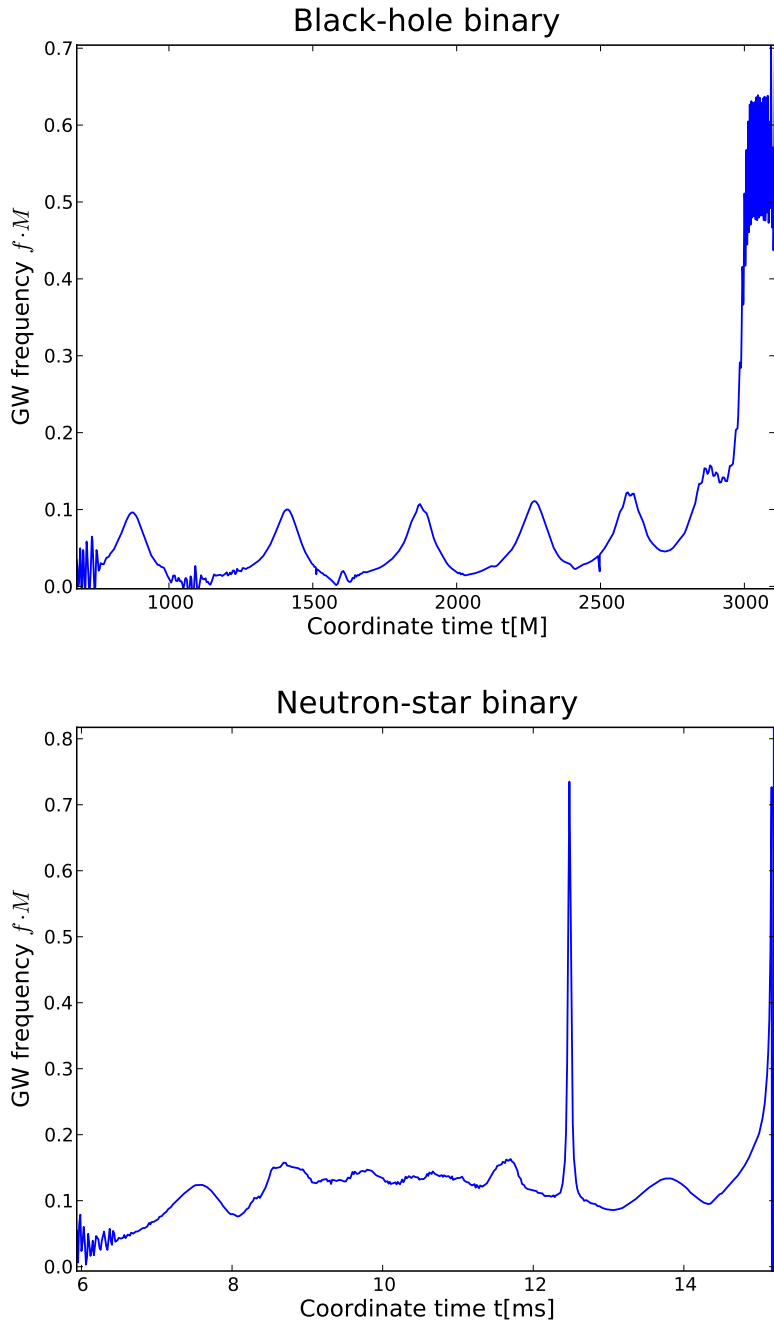 Black-hole binary
0.7
0.6
0.5
0.4
0.3
0.2
0.1
0.0
GW frequency f·M
1000 1500 2000 2500 3000
Coordinate time t[M]
Neutron-star binary
0.8
0.7
0.6
0.5
0.4
0.3
0.2
0.1
0.0
GW frequency f·M
6 8 10 12 14
Coordinate time t[ms]